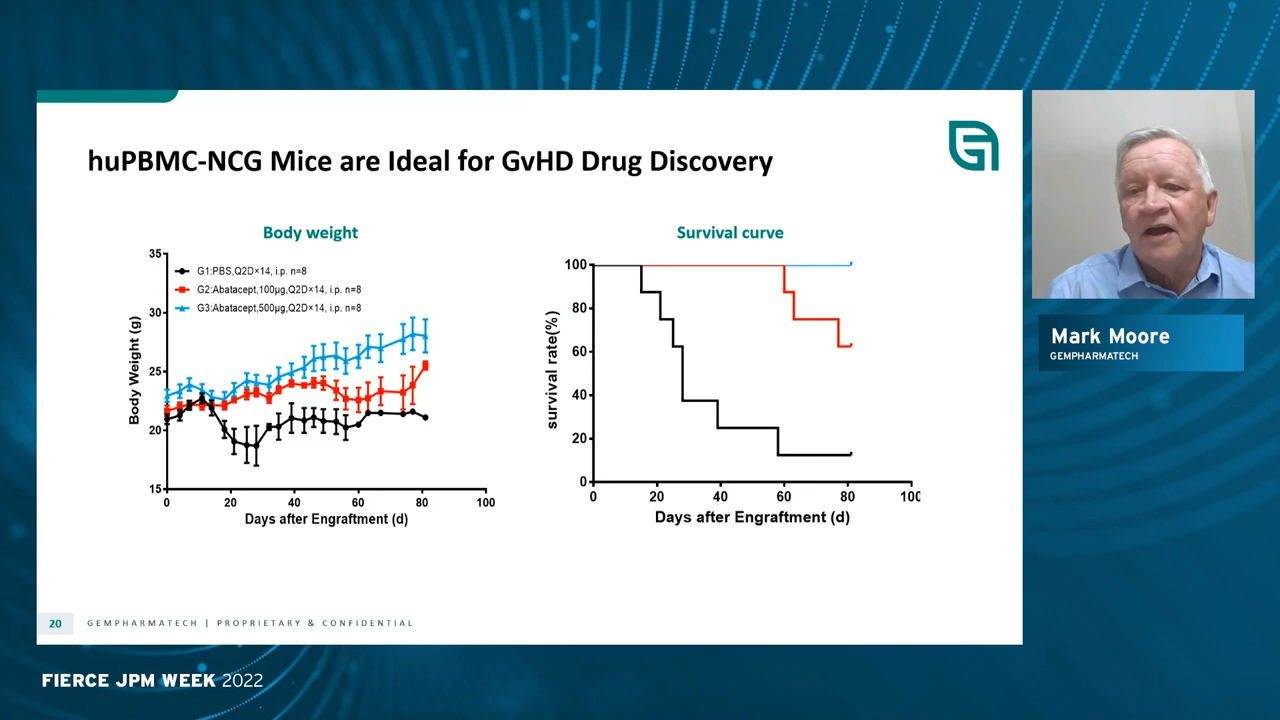 huPBMC-NCG Mice are Ideal for GvHD Drug Discovery
Body weight
35
30
25
20
15
Body Weight (g)
G1:PBS,Q2D×14, i.p. n=8
G2:Abatacept,100μg,Q2D×14, i.p. n=8
G3:Abatacept,500μg,Q2D×14, i.p. n=8
0 20 40 60 80 100
Days after Engraftment (d)
Survival curve
100
80
60
40
20
0
survival rate(%)
0 20 40 60 80 100
Days after Engraftment (d)
20 GEMPHARMATECH | PROPRIETARY & CONFIDENTIAL
Mark Moore
GEMPHARMATECH
FIERCE JPM WEEK 2022